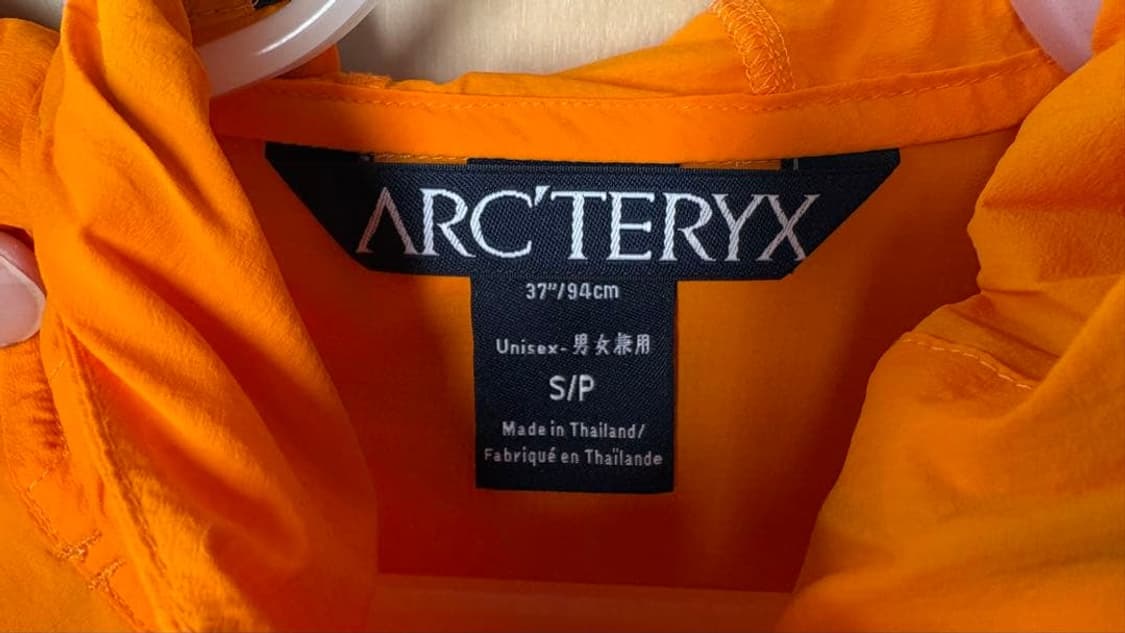 ARC'TERYX
37"/94cm
Unisex-男女兼用
S/P
Made in Thailand/
Fabriqué en Thaïlande